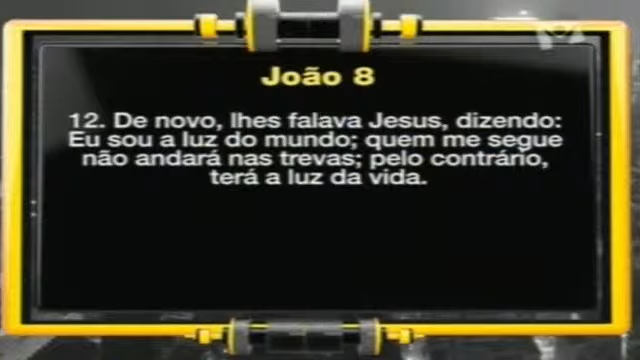 João 8
12. De novo, lhes falava Jesus, dizendo:
Eu sou a luz do mundo; quem me segue
não andará nas trevas; pelo contrário,
terá a luz da vida.